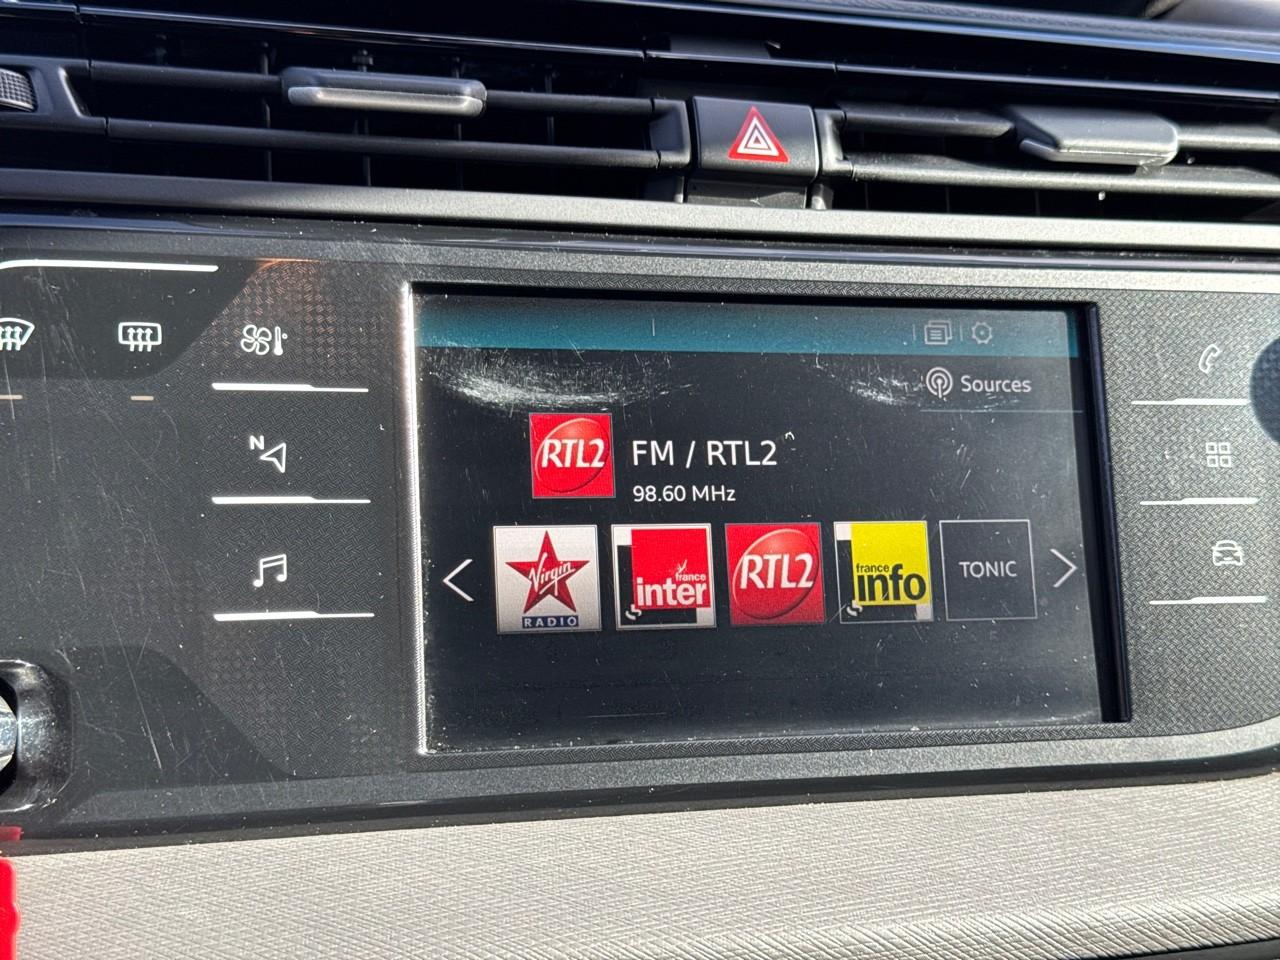 Sources
RTL2
FM / RTL2
98.60 MHz
N
Virgin
RADIO
france
inter
RTL2
france
info
TONIC